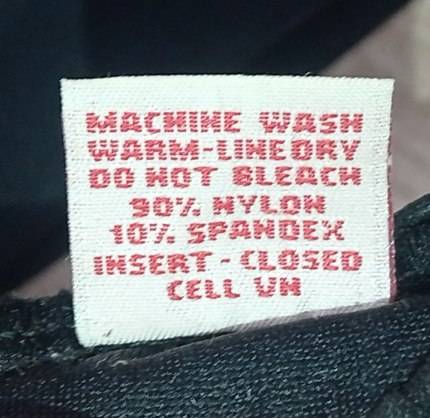 MACHINE WASH
WARM-LINEDRY
DO NOT BLEACH
90% NYLON
10% SPANDEX
INSERT - CLOSED
CELL VN